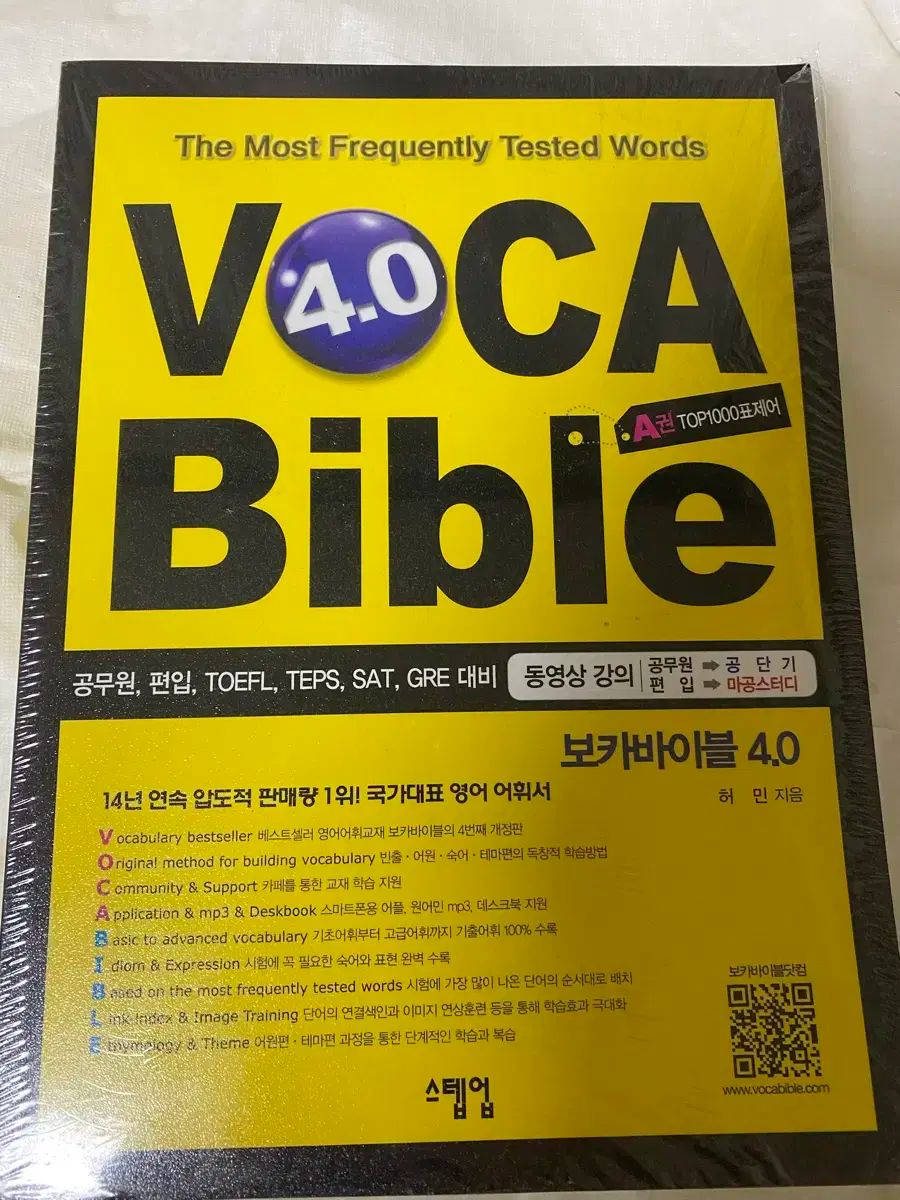 The Most Frequently Tested Words
VOCA
4.0
Bible
A권 TOP1000표제어
공무원, 편입, TOEFL, TEPS, SAT, GRE 대비
동영상 강의
공무원 ➡ 공단기
편입 ➡ 마공스터디
보카바이블 4.0
14년 연속 압도적 판매량 1위! 국가대표 영어 어휘서
허 민 지음
Vocabulary bestseller 베스트셀러 영어어휘교재 보카바이블의 4번째 개정판
Original method for building vocabulary 빈출·어원·숙어·테마편의 독창적 학습방법
Community & Support 카페를 통한 교재 학습 지원
Application & mp3 & Deskbook 스마트폰용 어플, 원어민 mp3, 데스크북 지원
Basic to advanced vocabulary 기초어휘부터 고급어휘까지 기출어휘 100% 수록
Idiom & Expression 시험에 꼭 필요한 숙어와 표현 완벽 수록
Based on the most frequently tested words 시험에 가장 많이 나온 단어의 순서대로 배치
Link Index & Image Training 단어의 연결색인과 이미지 연상훈련 등을 통해 학습효과 극대화
Ethymology & Theme 어원편·테마편 과정을 통한 단계적인 학습과 복습
보카바이블닷컴
www.vocabible.com
스텝업